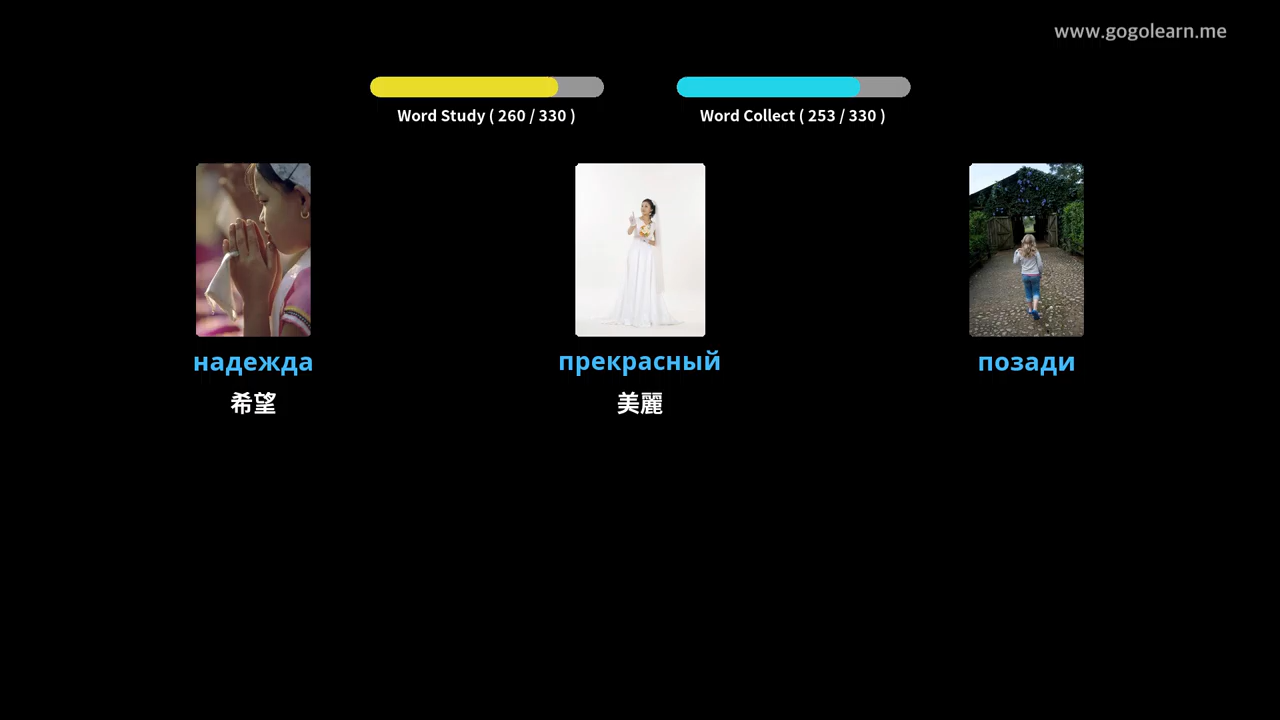 www.gogolearn.me
Word Study ( 260 / 330 )
Word Collect ( 253 / 330 )
надежда
прекрасный
позади
希望
美麗